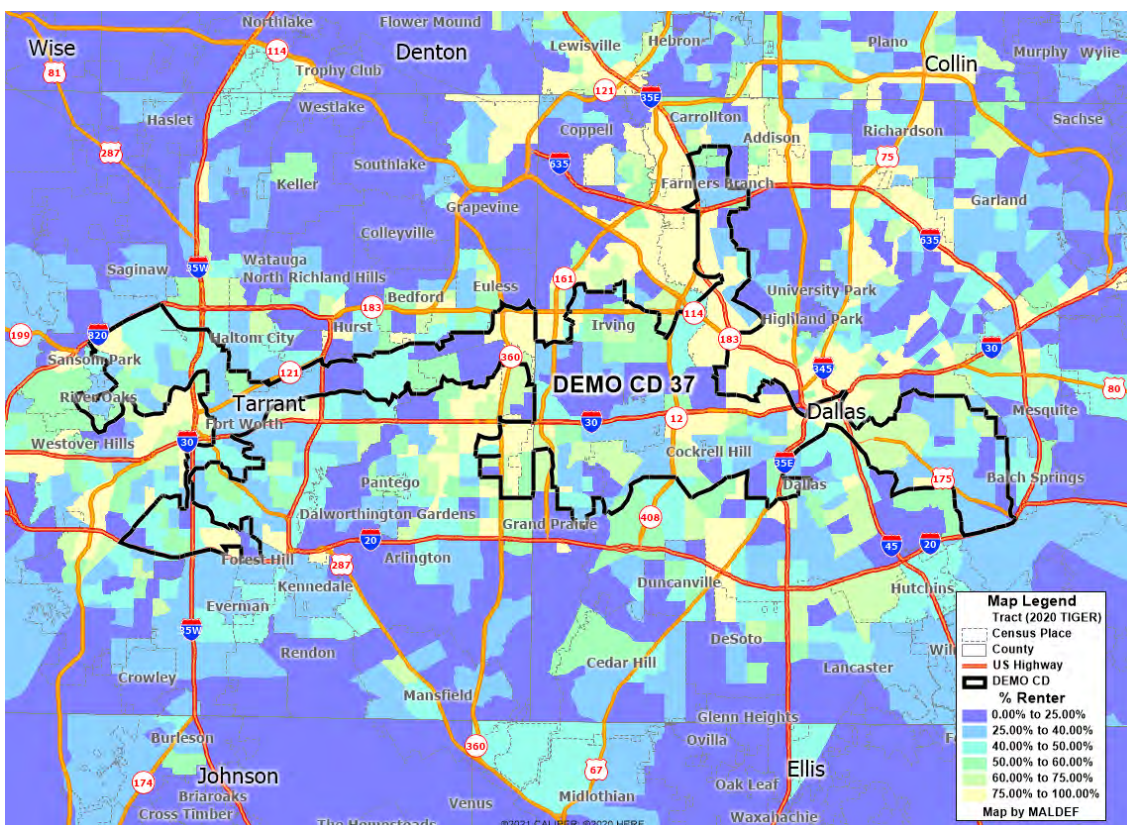 Northlake
Flower Mound
Lewisville
Hebron
Plano
Murphy
Wylie
Wise
Denton
Collin
114
81
Trophy Club
121
35E
Westlake
Haslet
Coppell
Carrollton
Addison
Richardson
Sachse
287
635
75
Southlake
Keller
Farmers Branch
Garland
Grapevine
Colleyville
635
Saginaw
35W
Watauga
North Richland Hills
161
Bedford
Euless
University Park
183
114
Highland Park
199
820
Haltom City
Hurst
Irving
183
30
Sansom Park
360
345
121
DEMO CD 37
80
River Oaks
Tarrant
Dallas
Mesquite
Fort Worth
30
12
Westover Hills
30
Cockrell Hill
35E
Dallas
175
Balch Springs
Pantego
Dalworthington Gardens
Grand Prairie
408
20
Arlington
45
20
Forest Hill
287
Kennedale
Duncanville
Hutchins
Everman
35W
DeSoto
Rendon
Cedar Hill
Lancaster
Crowley
Mansfield
Glenn Heights
Burleson
360
Ovilla
67
174
Johnson
Ellis
Oak Leaf
Briaroaks
Midlothian
Cross Timber
Venus
Waxahachie
The Homesteads
©2021 CALIPER; ©2020 HERE
Map Legend
Tract (2020 TIGER)
Census Place
County
US Highway
DEMO CD
% Renter
0.00% to 25.00%
25.00% to 40.00%
40.00% to 50.00%
50.00% to 60.00%
60.00% to 75.00%
75.00% to 100.00%
Map by MALDEF